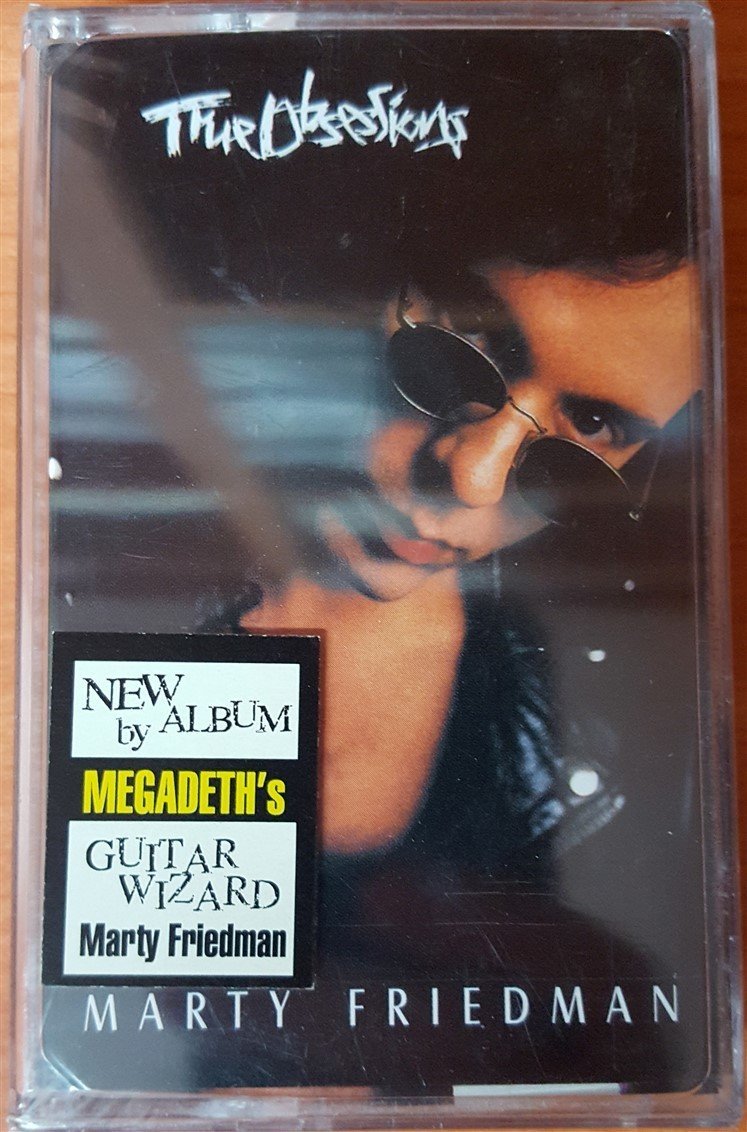 True Obsessions
NEW
by ALBUM
MEGADETH's
GUITAR
WIZARD
Marty Friedman
MARTY FRIEDMAN